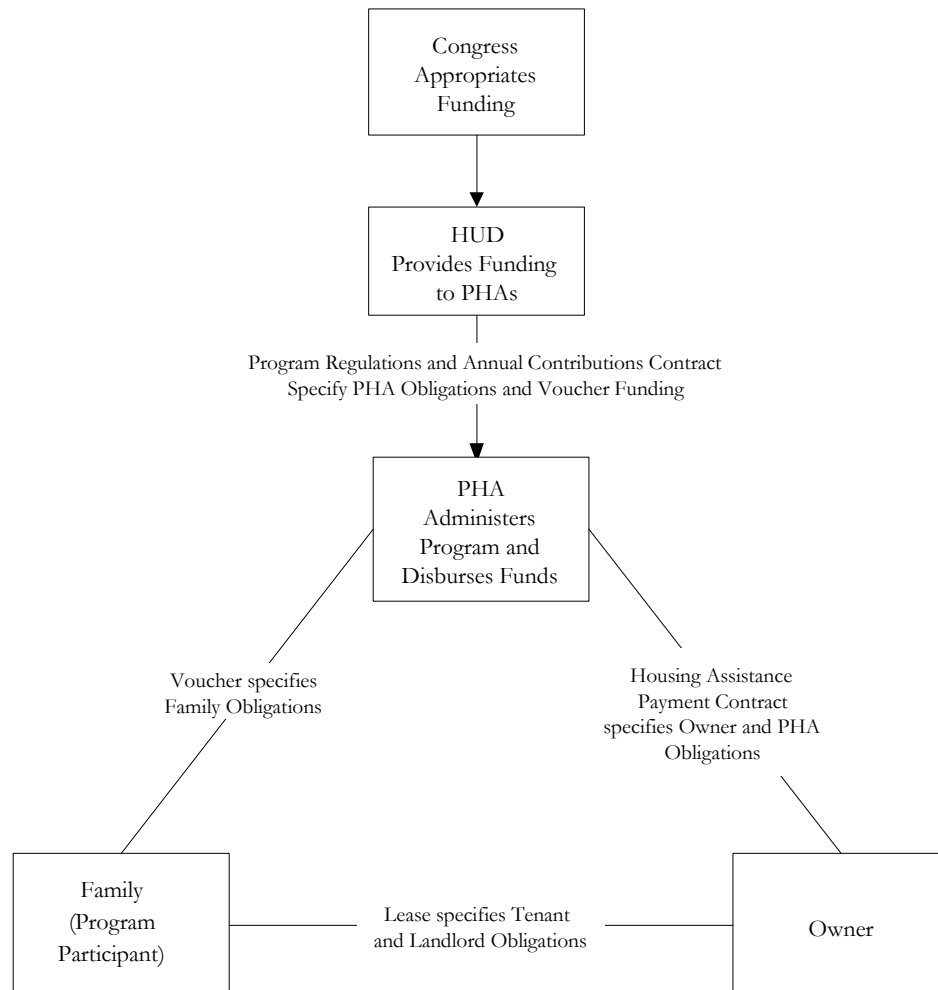 Congress
Appropriates
Funding
HUD
Provides Funding
to PHAs
Program Regulations and Annual Contributions Contract
Specify PHA Obligations and Voucher Funding
PHA
Administers
Program and
Disburses Funds
Voucher specifies
Family Obligations
Housing Assistance
Payment Contract
specifies Owner and PHA
Obligations
Family
(Program
Participant)
Lease specifies Tenant
and Landlord Obligations
Owner